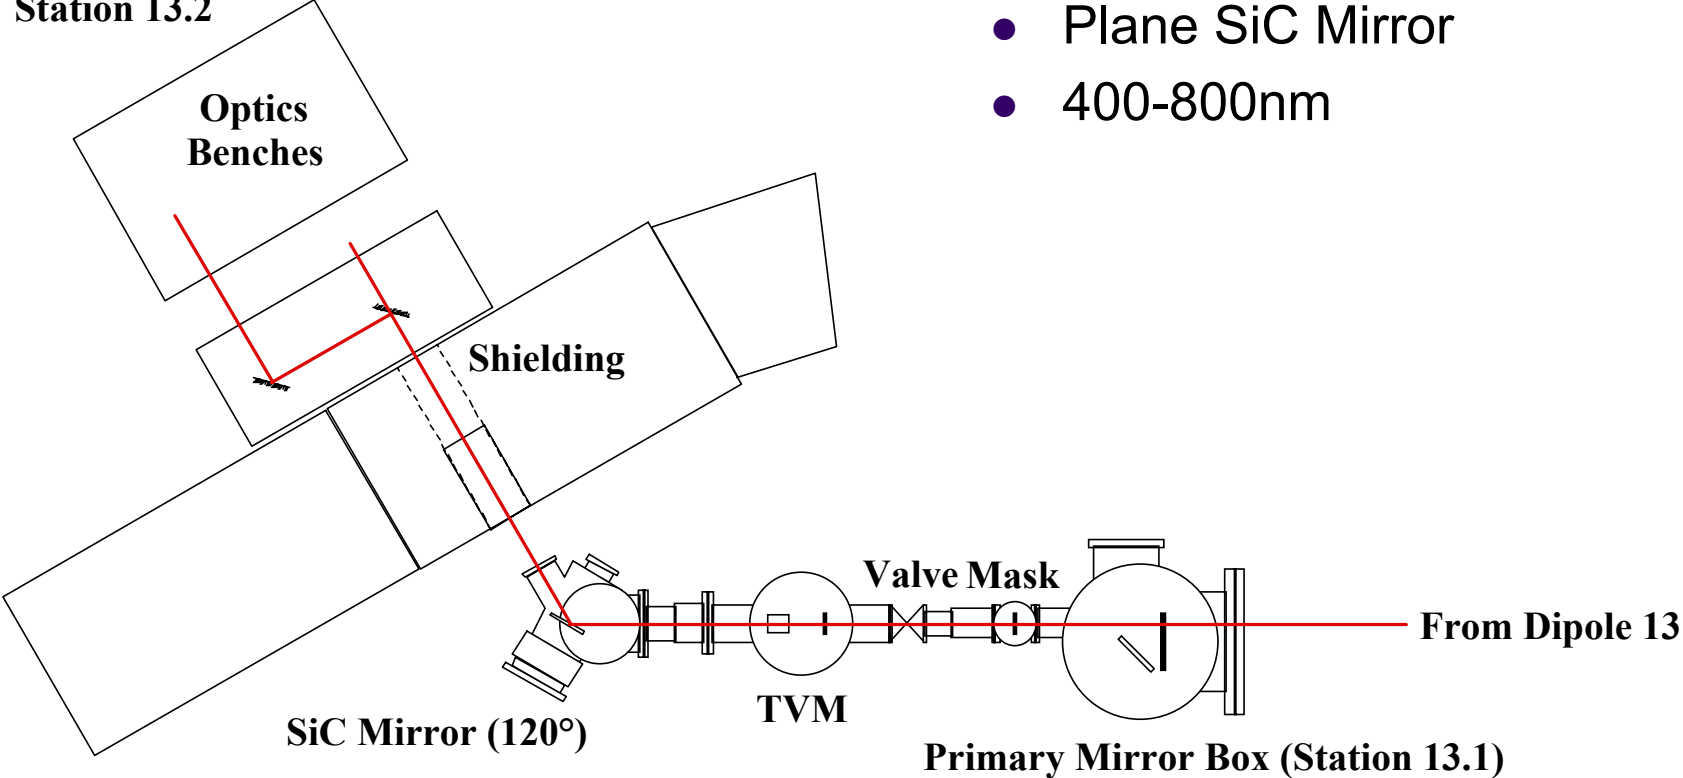 Station 13.2
Plane SiC Mirror
400-800nm
Optics
Benches
Shielding
Valve Mask
From Dipole 13
TVM
SiC Mirror (120°)
Primary Mirror Box (Station 13.1)